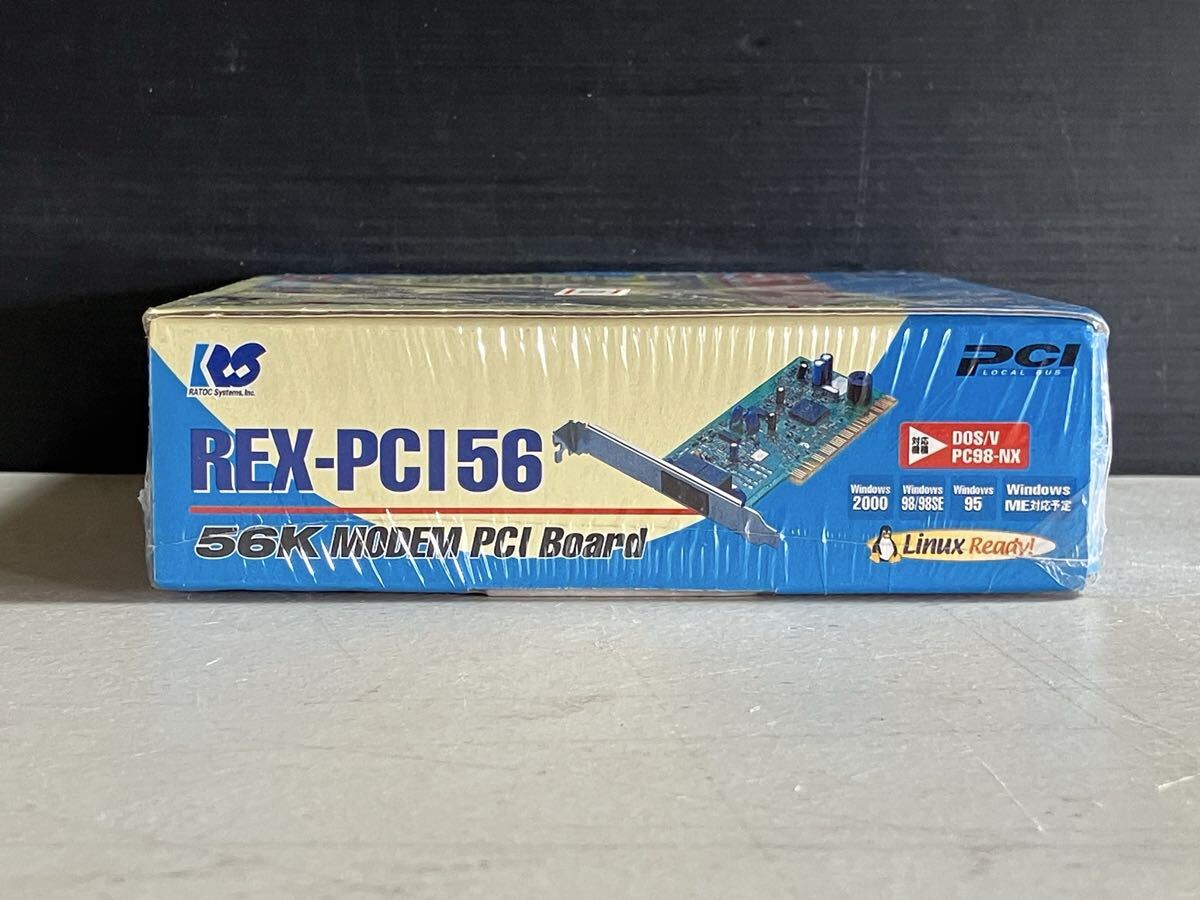 RATOC Systems, Inc.
REX-PCI56
56K MODEM PCI Board
PCI
LOCAL BUS
対応
機種
DOS/V
PC98-NX
Windows
2000
Windows
98/98SE
Windows
95
Windows
ME対応予定
Linux Ready!